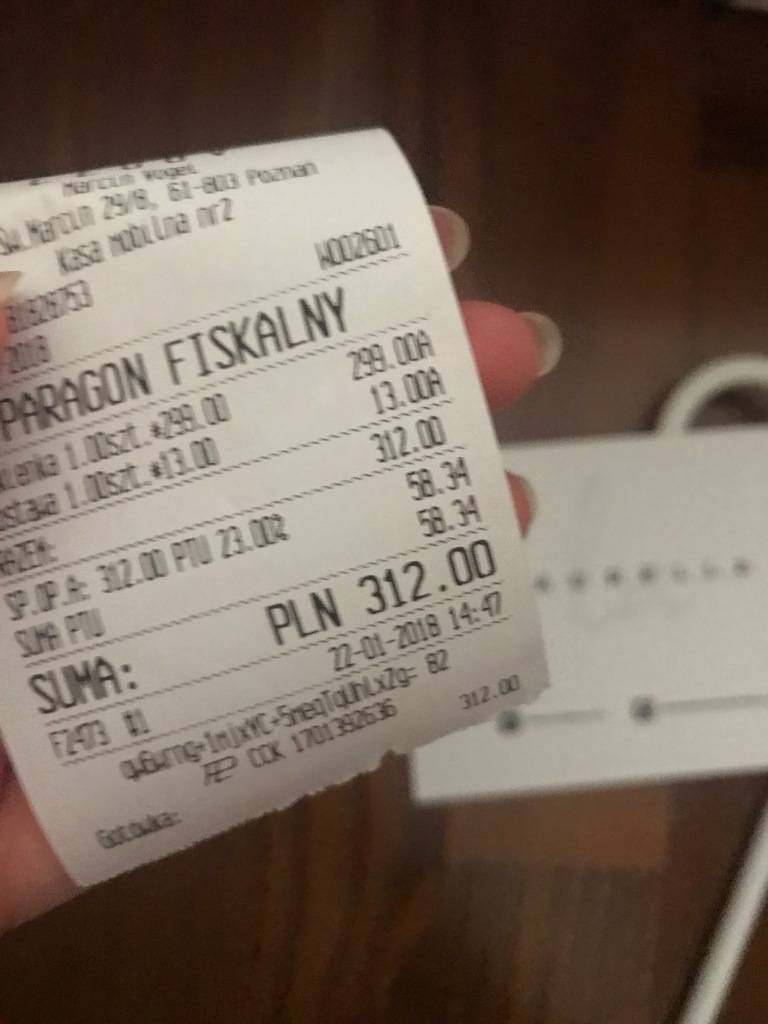 Marcin Vogel
Św. Marcin 29/8, 61-803 Poznań
Kasa mobilna nr2
W002601
2018
PARAGON FISKALNY
1.00szt.*299.00 299.00A
1.00szt.*13.00 13.00A
RAZEM: 312.00
SP.OP.A: 312.00 PTU 23.00% 58.34
SUMA PTU 58.34
SUMA: PLN 312.00
F2473 #1 22-01-2018 14:47
82
CCK 1701392636
Gotówka: 312.00